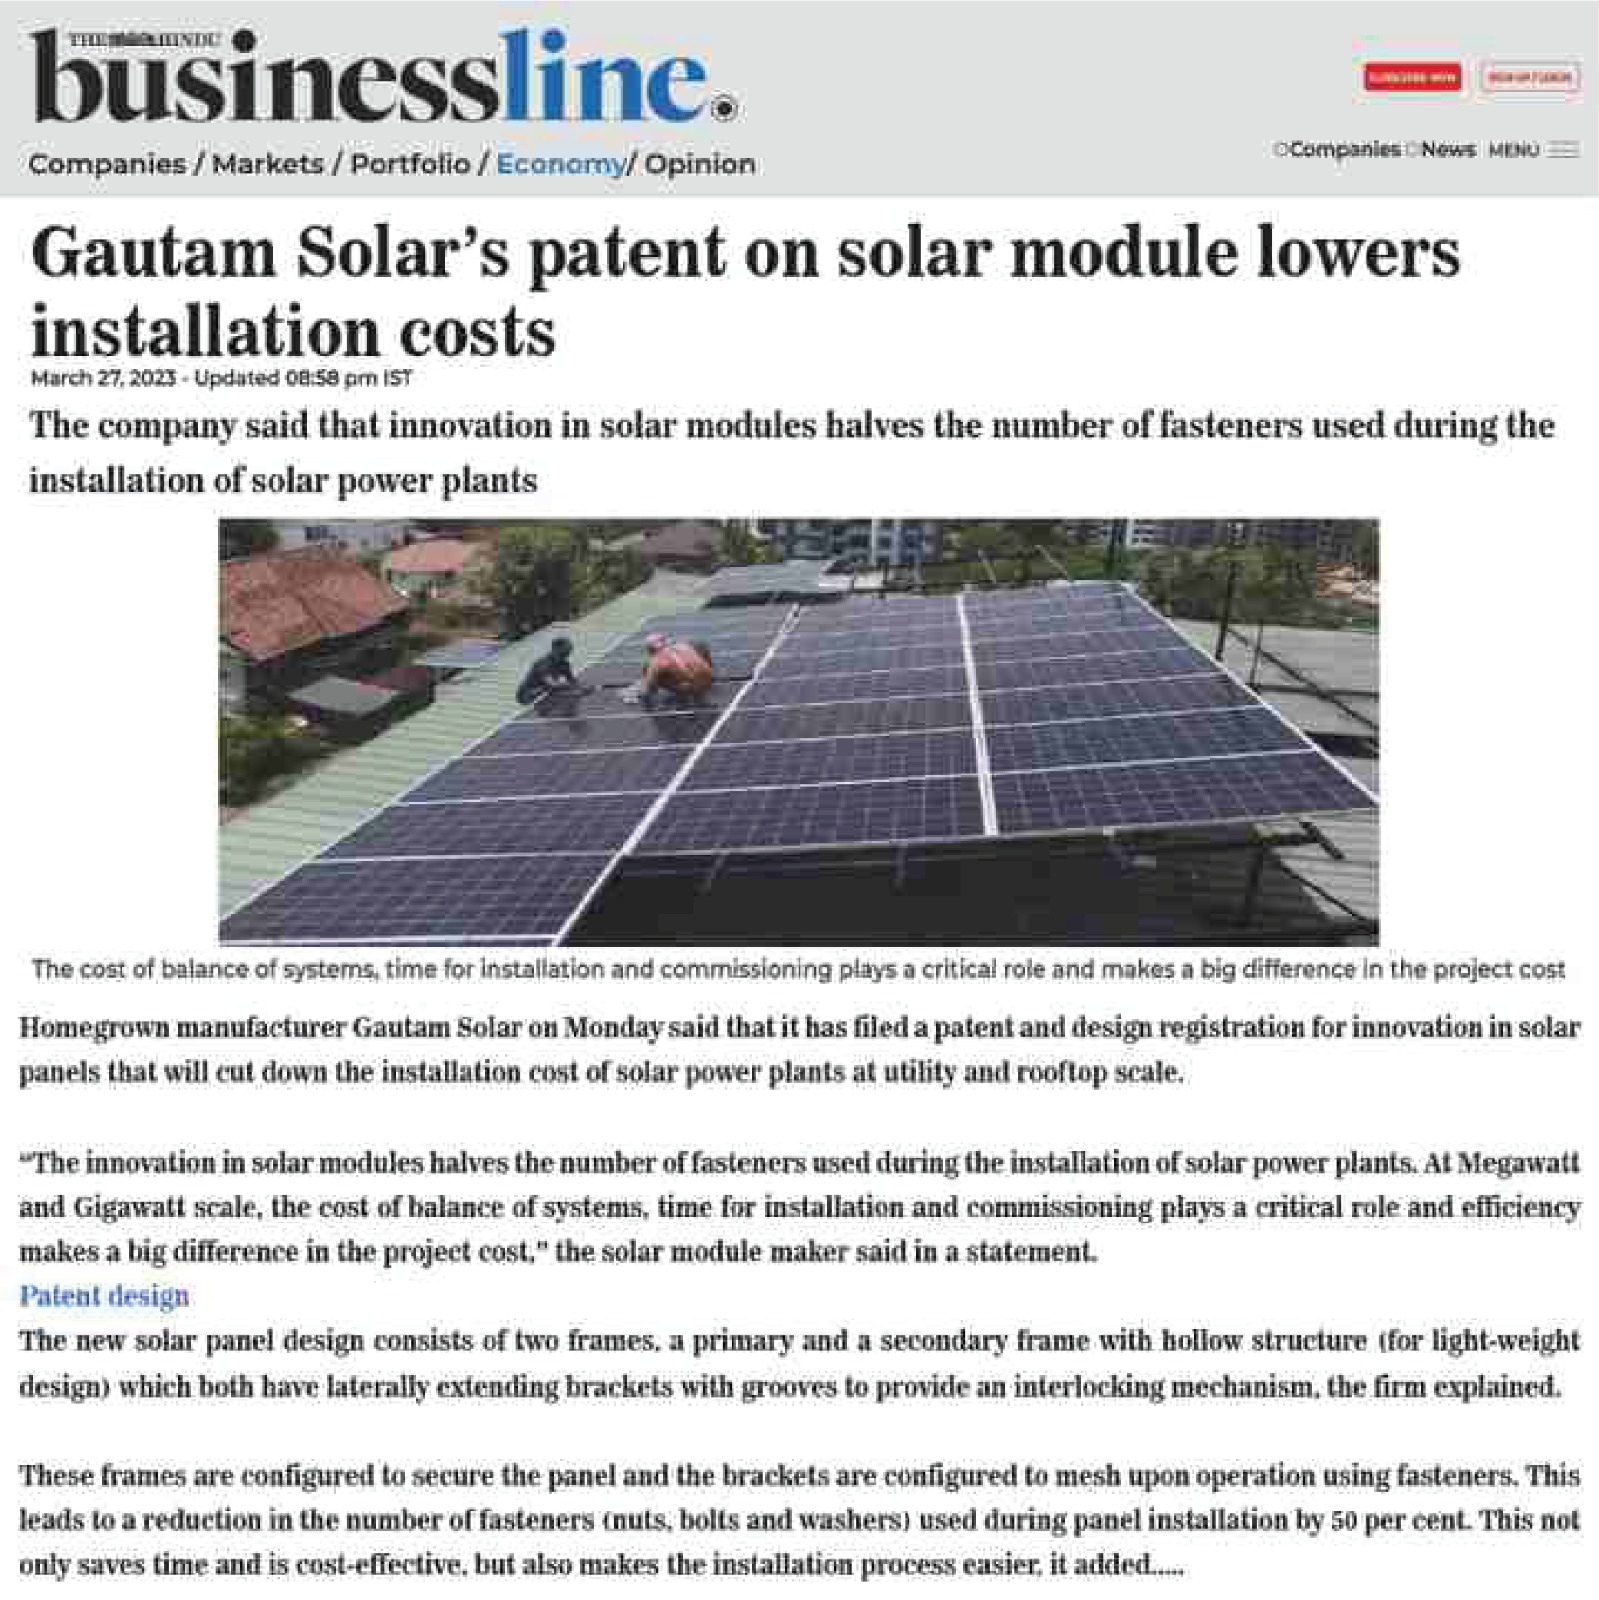 THE HINDU
businessline.
SUBSCRIBE NOW
Companies / Markets / Portfolio / Economy/ Opinion
Companies News MENU
Gautam Solar’s patent on solar module lowers
installation costs
March 27, 2023 - Updated 08:58 pm IST
The company said that innovation in solar modules halves the number of fasteners used during the
installation of solar power plants
The cost of balance of systems, time for installation and commissioning plays a critical role and makes a big difference in the project cost
Homegrown manufacturer Gautam Solar on Monday said that it has filed a patent and design registration for innovation in solar
panels that will cut down the installation cost of solar power plants at utility and rooftop scale.
“The innovation in solar modules halves the number of fasteners used during the installation of solar power plants. At Megawatt
and Gigawatt scale, the cost of balance of systems, time for installation and commissioning plays a critical role and efficiency
makes a big difference in the project cost,” the solar module maker said in a statement.
Patent design
The new solar panel design consists of two frames, a primary and a secondary frame with hollow structure (for light-weight
design) which both have laterally extending brackets with grooves to provide an interlocking mechanism, the firm explained.
These frames are configured to secure the panel and the brackets are configured to mesh upon operation using fasteners. This
leads to a reduction in the number of fasteners (nuts, bolts and washers) used during panel installation by 50 per cent. This not
only saves time and is cost-effective, but also makes the installation process easier, it added.....